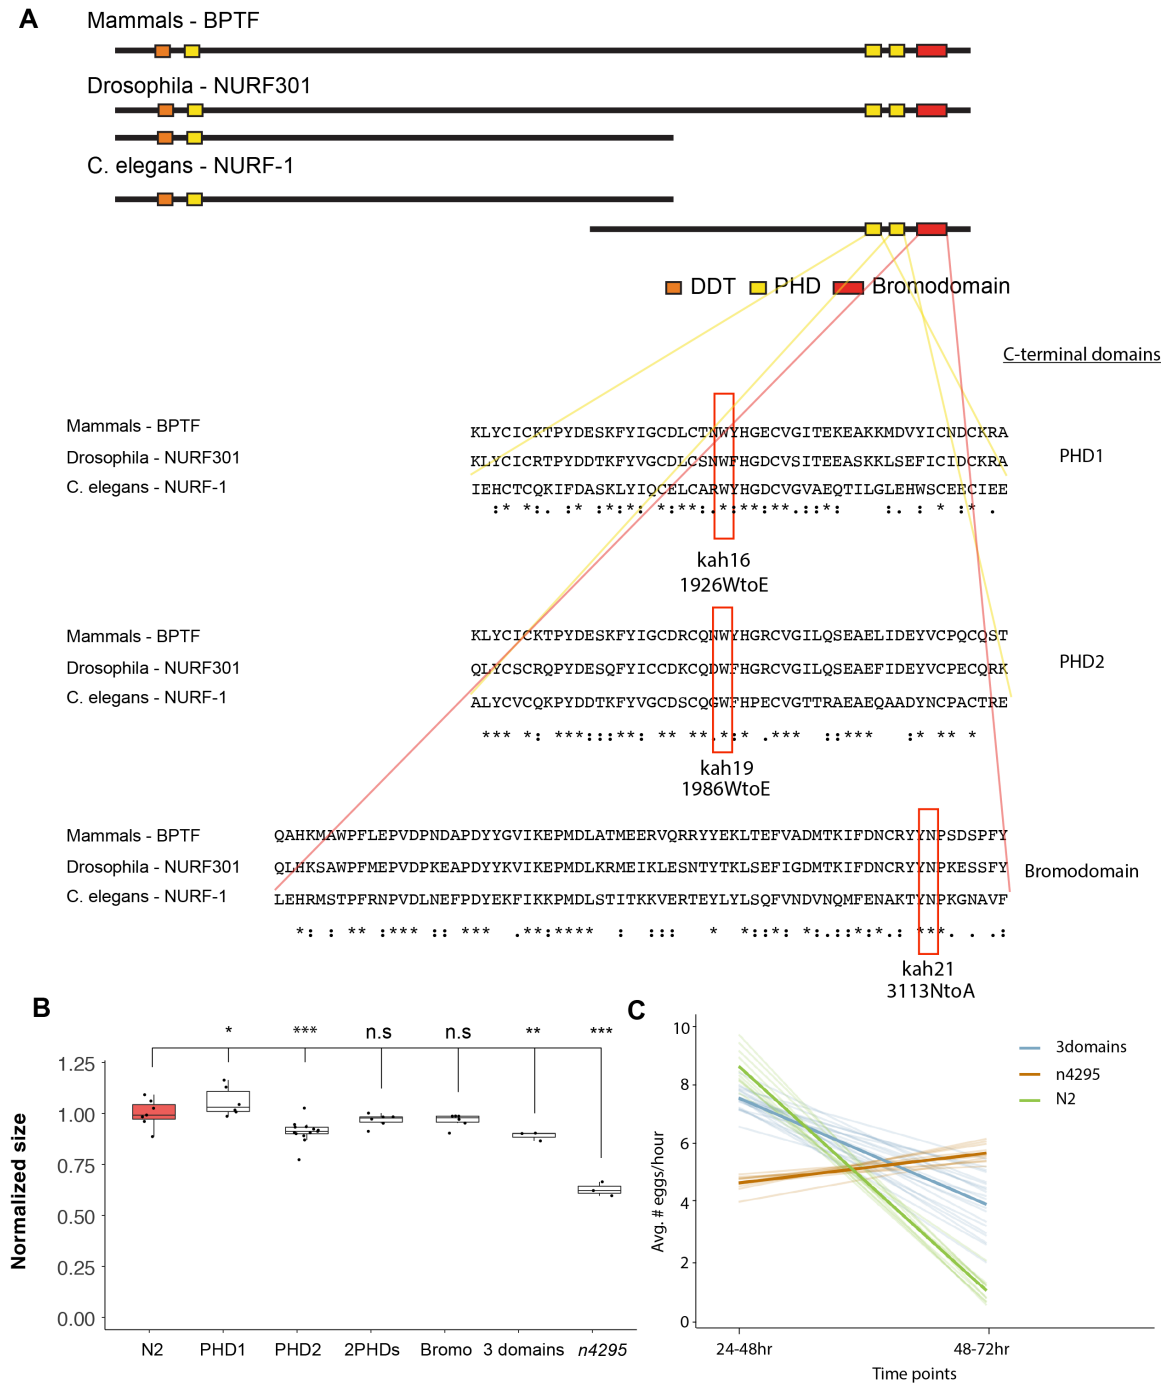 A
Mammals - BPTF
Drosophila - NURF301
C. elegans - NURF-1
DDT PHD Bromodomain
C-terminal domains
Mammals - BPTF KLYCICKTPYDESKFYIGCDLCTNWYHGECVGITEKEAKKMDVYICNDCKRA
Drosophila - NURF301 KLYCICRTPYDDTKFYVGCDLCSNWFHGDCVSITEEASKKLSEFICIDCKRA PHD1
C. elegans - NURF-1 IEHCTCQKIFDASKLYIQCELCARWYHGDCVGVAEQTILGLEHWSCEECIEE
kah16
1926WtoE
Mammals - BPTF KLYCICKTPYDESKFYIGCDRCQNWYHGRCVGILQSEAELIDEYVCPQCQST
Drosophila - NURF301 QLYCSCRQPYDESQFYICCDKCQDWFHGRCVGILQSEAEFIDEYVCPECQRK PHD2
C. elegans - NURF-1 ALYCVCQKPYDDTKFYVGCDSCQGWFHPECVGTTRAEAEQAADYNCPACTRE
kah19
1986WtoE
Mammals - BPTF QAHKMAWPFLEPVDPNDAPDYYGVIKEPMDLATMEERVQRRYYEKLTEFVADMTKIFDNCRYYNPSDSPFY
Drosophila - NURF301 QLHKSAWPFMEPVDPKEAPDYYKVIKEPMDLKRMEIKLESNTYTKLSEFIGDMTKIFDNCRYYNPKESSFY Bromodomain
C. elegans - NURF-1 LEHRMSTPFRNPVDLNEFPDYEKFIKKPMDLSTITKKVERTEYLYLSQFVNDVNQMFENAKTYNPKGNAVF
kah21
3113NtoA
B
* *** n.s n.s ** ***
1.25
1.00
0.75
0.50
0.25
0.00
Normalized size
N2 PHD1 PHD2 2PHDs Bromo 3 domains n4295
C
10
8
6
4
2
0
Avg. # eggs/hour
3domains
n4295
N2
24-48hr 48-72hr
Time points